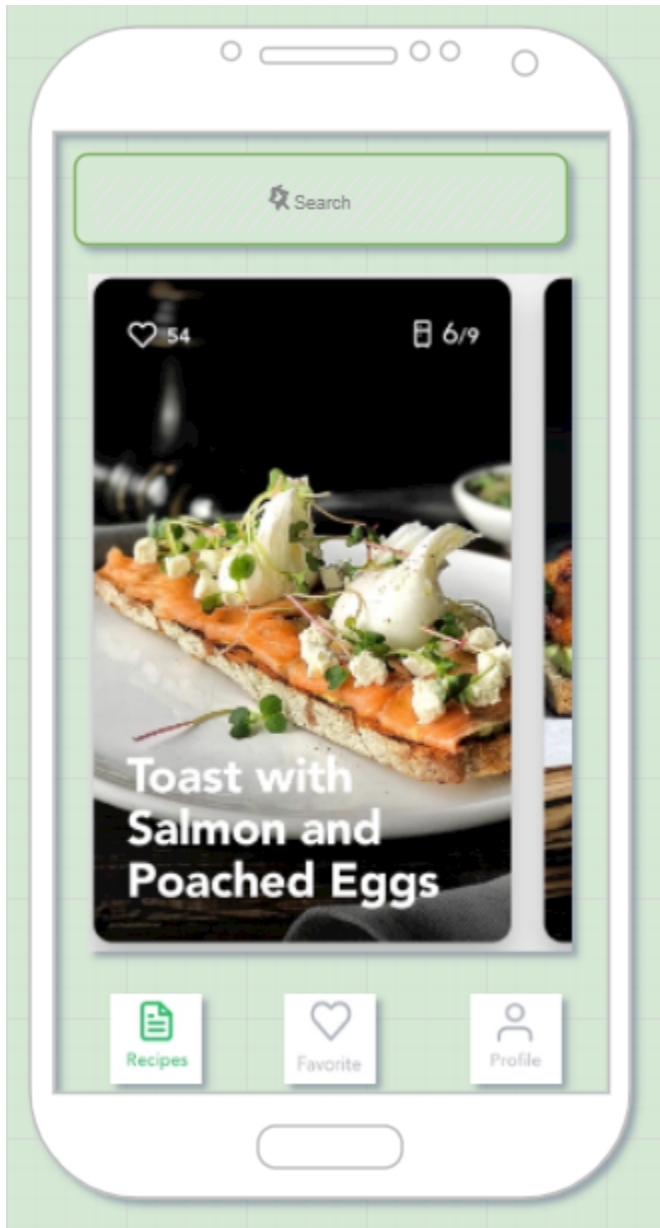 Search
54
6/9
Toast with
Salmon and
Poached Eggs
Recipes
Favorite
Profile